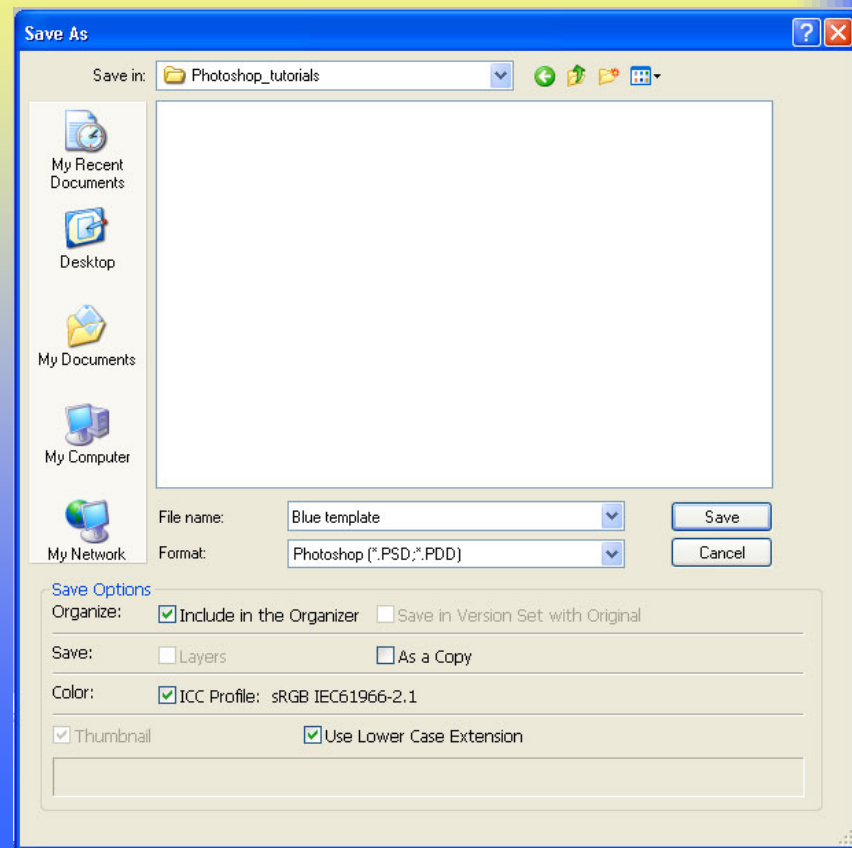 Save As
Save in: Photoshop_tutorials
My Recent
Documents
Desktop
My Documents
My Computer
My Network
File name: Blue template Save
Format: Photoshop (*.PSD;*.PDD) Cancel
Save Options
Organize: Include in the Organizer Save in Version Set with Original
Save: Layers As a Copy
Color: ICC Profile: sRGB IEC61966-2.1
Thumbnail Use Lower Case Extension